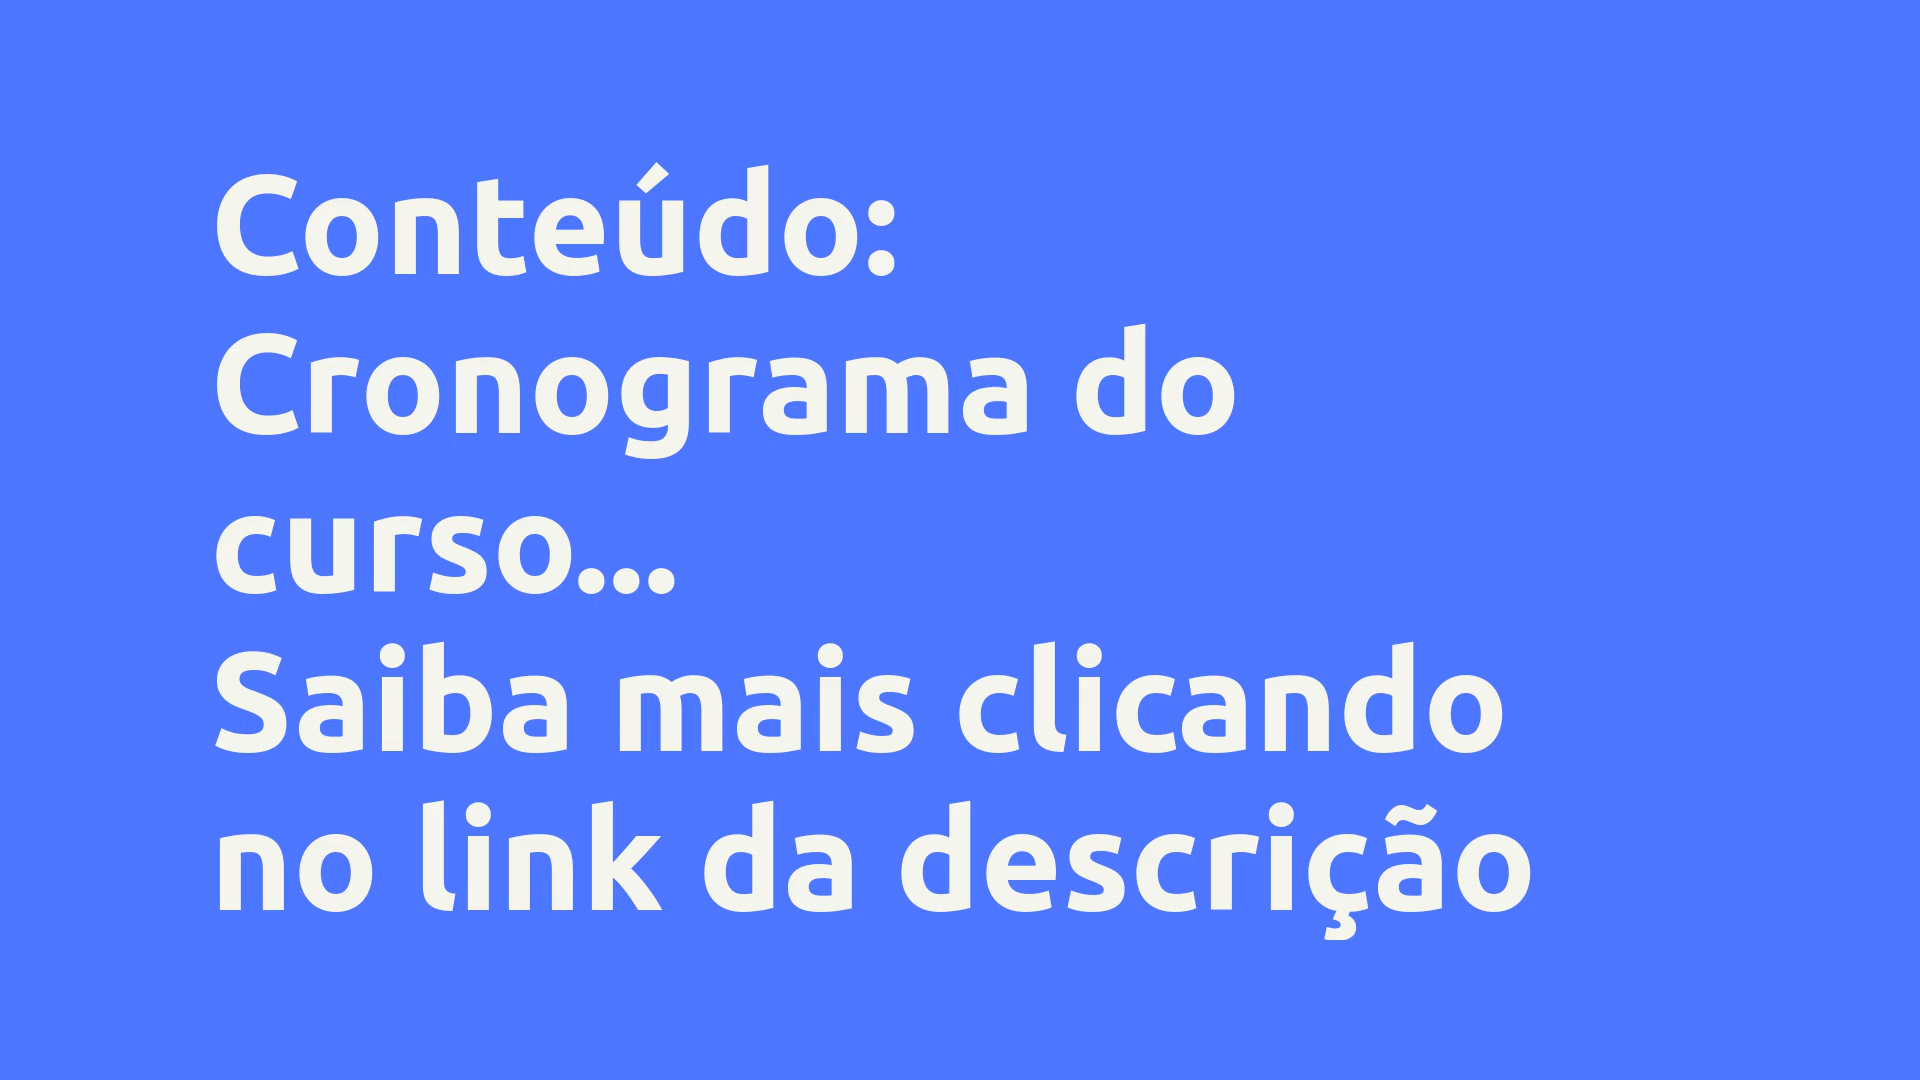 Conteúdo:
Cronograma do
curso...
Saiba mais clicando
no link da descrição